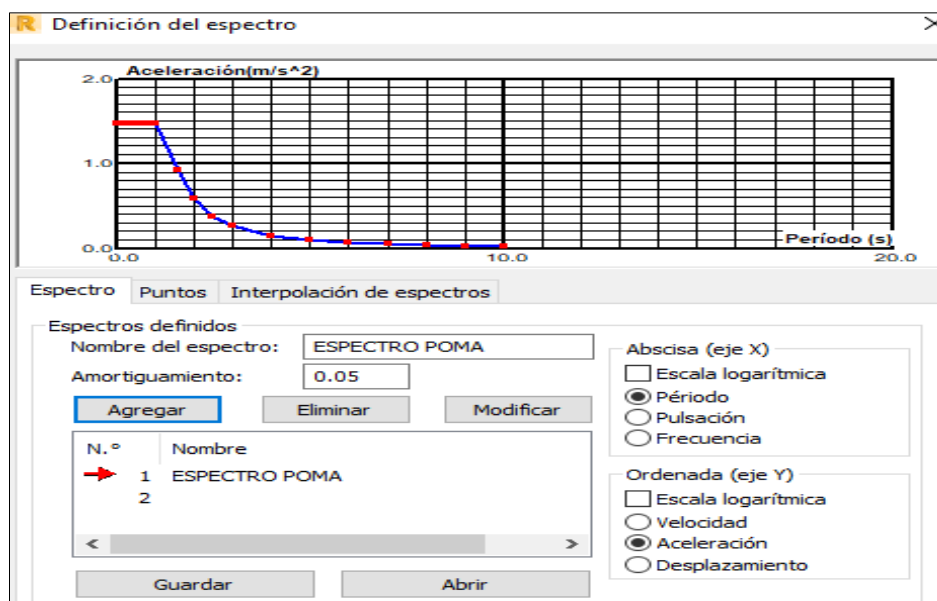 R Definición del espectro
Aceleración(m/s^2)
2.0
1.0
0.0
Período (s)
0.0 10.0 20.0
Espectro Puntos Interpolación de espectros
Espectros definidos
Nombre del espectro: ESPECTRO POMA
Amortiguamiento: 0.05
Agregar Eliminar Modificar
N.º Nombre
1 ESPECTRO POMA
2
Guardar Abrir
Abscisa (eje X)
Escala logarítmica
Período
Pulsación
Frecuencia
Ordenada (eje Y)
Escala logarítmica
Velocidad
Aceleración
Desplazamiento